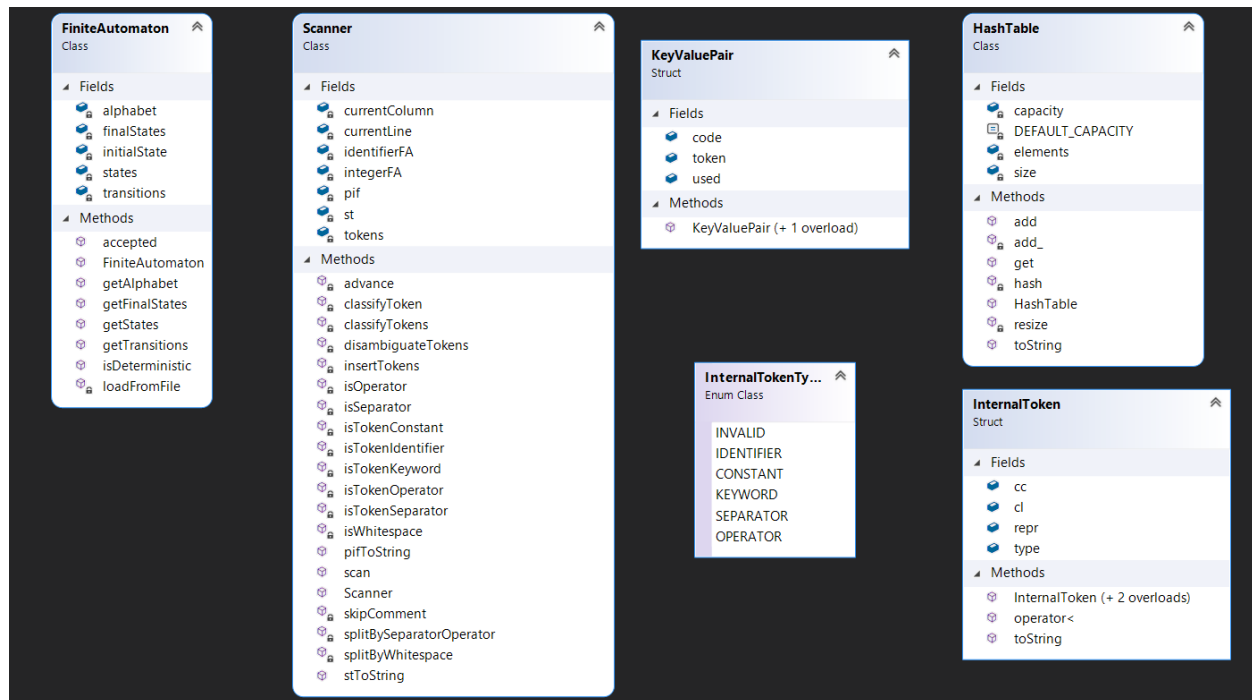 FiniteAutomaton
Class
Fields
alphabet
finalStates
initialState
states
transitions
Methods
accepted
FiniteAutomaton
getAlphabet
getFinalStates
getStates
getTransitions
isDeterministic
loadFromFile
Scanner
Class
Fields
currentColumn
currentLine
identifierFA
integerFA
pif
st
tokens
Methods
advance
classifyToken
classifyTokens
disambiguateTokens
insertTokens
isOperator
isSeparator
isTokenConstant
isTokenIdentifier
isTokenKeyword
isTokenOperator
isTokenSeparator
isWhitespace
pifToString
scan
Scanner
skipComment
splitBySeparatorOperator
splitByWhitespace
stToString
KeyValuePair
Struct
Fields
code
token
used
Methods
KeyValuePair (+ 1 overload)
InternalTokenTy...
Enum Class
INVALID
IDENTIFIER
CONSTANT
KEYWORD
SEPARATOR
OPERATOR
HashTable
Class
Fields
capacity
DEFAULT_CAPACITY
elements
size
Methods
add
add_
get
hash
HashTable
resize
toString
InternalToken
Struct
Fields
cc
cl
repr
type
Methods
InternalToken (+ 2 overloads)
operator<
toString